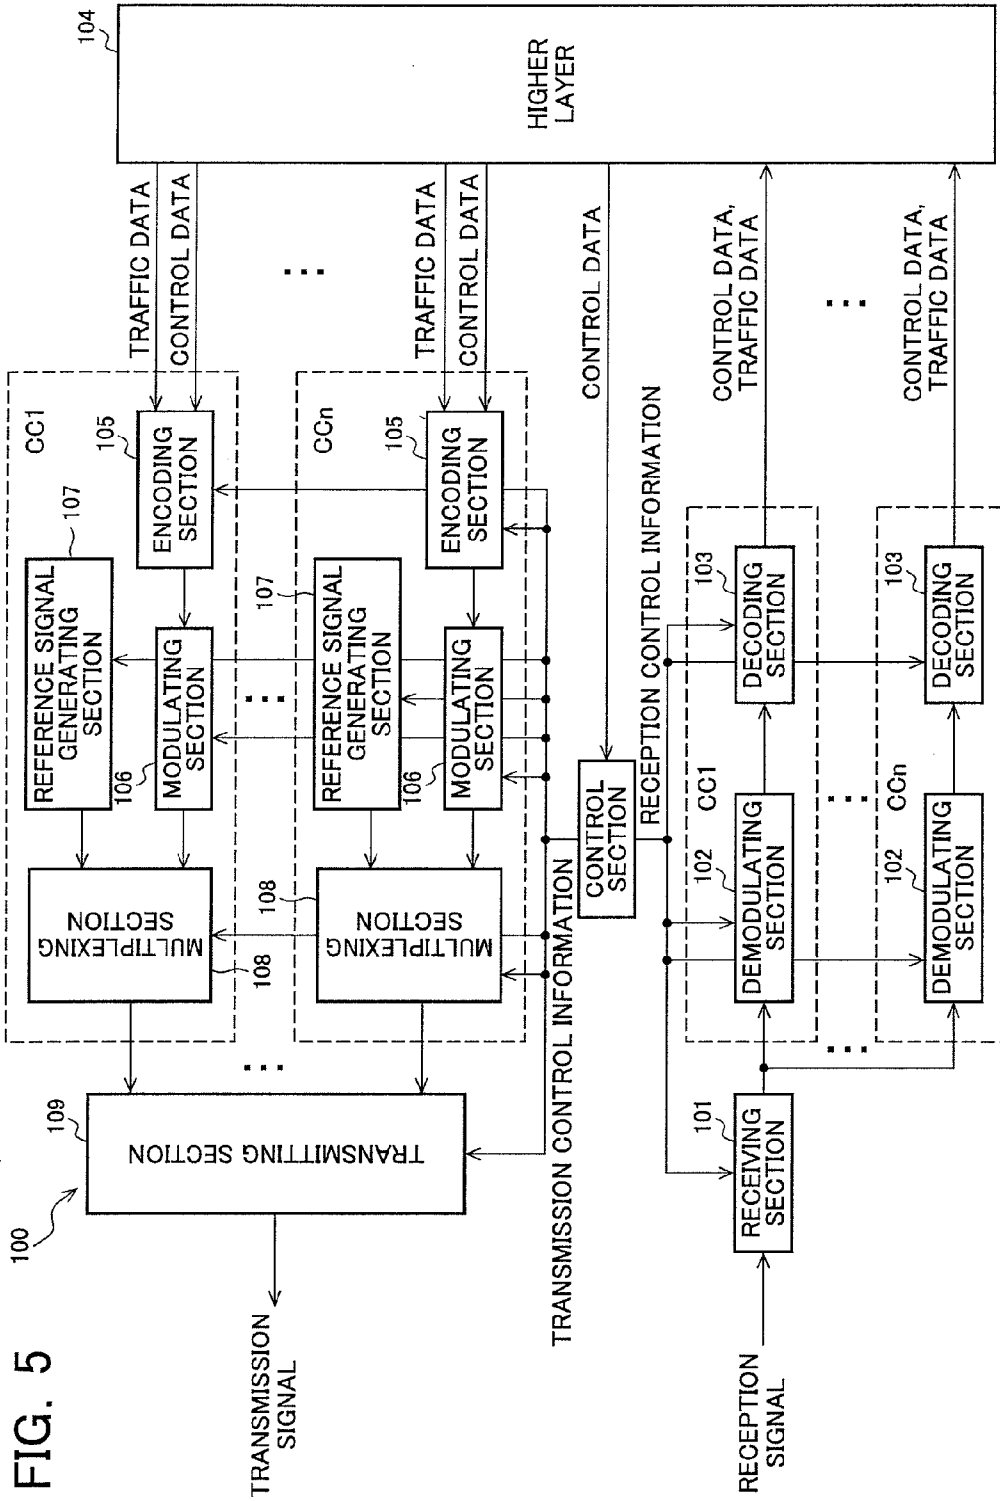 FIG. 5
100
TRANSMISSION
SIGNAL
109
TRANSMITTING SECTION
CC1
MULTIPLEXING
SECTION
108
REFERENCE SIGNAL
GENERATING
SECTION
107
106
MODULATING
SECTION
105
ENCODING
SECTION
TRAFFIC DATA
CONTROL DATA
CCn
108
MULTIPLEXING
SECTION
107
REFERENCE SIGNAL
GENERATING
SECTION
106
MODULATING
SECTION
105
ENCODING
SECTION
TRAFFIC DATA
CONTROL DATA
104
HIGHER
LAYER
TRANSMISSION CONTROL INFORMATION
CONTROL
SECTION
CONTROL DATA
RECEPTION CONTROL INFORMATION
RECEPTION
SIGNAL
101
RECEIVING
SECTION
CC1
102
DEMODULATING
SECTION
103
DECODING
SECTION
CONTROL DATA,
TRAFFIC DATA
CCn
102
DEMODULATING
SECTION
103
DECODING
SECTION
CONTROL DATA,
TRAFFIC DATA